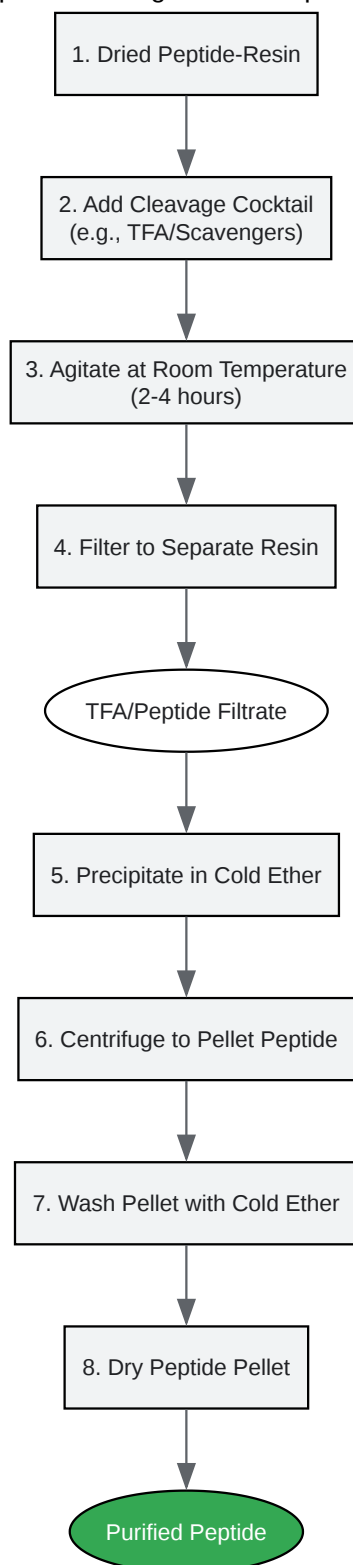 1. Dried Peptide-Resin
2. Add Cleavage Cocktail
(e.g., TFA/Scavengers)
3. Agitate at Room Temperature
(2-4 hours)
4. Filter to Separate Resin
TFA/Peptide Filtrate
5. Precipitate in Cold Ether
6. Centrifuge to Pellet Peptide
7. Wash Pellet with Cold Ether
8. Dry Peptide Pellet
Purified Peptide